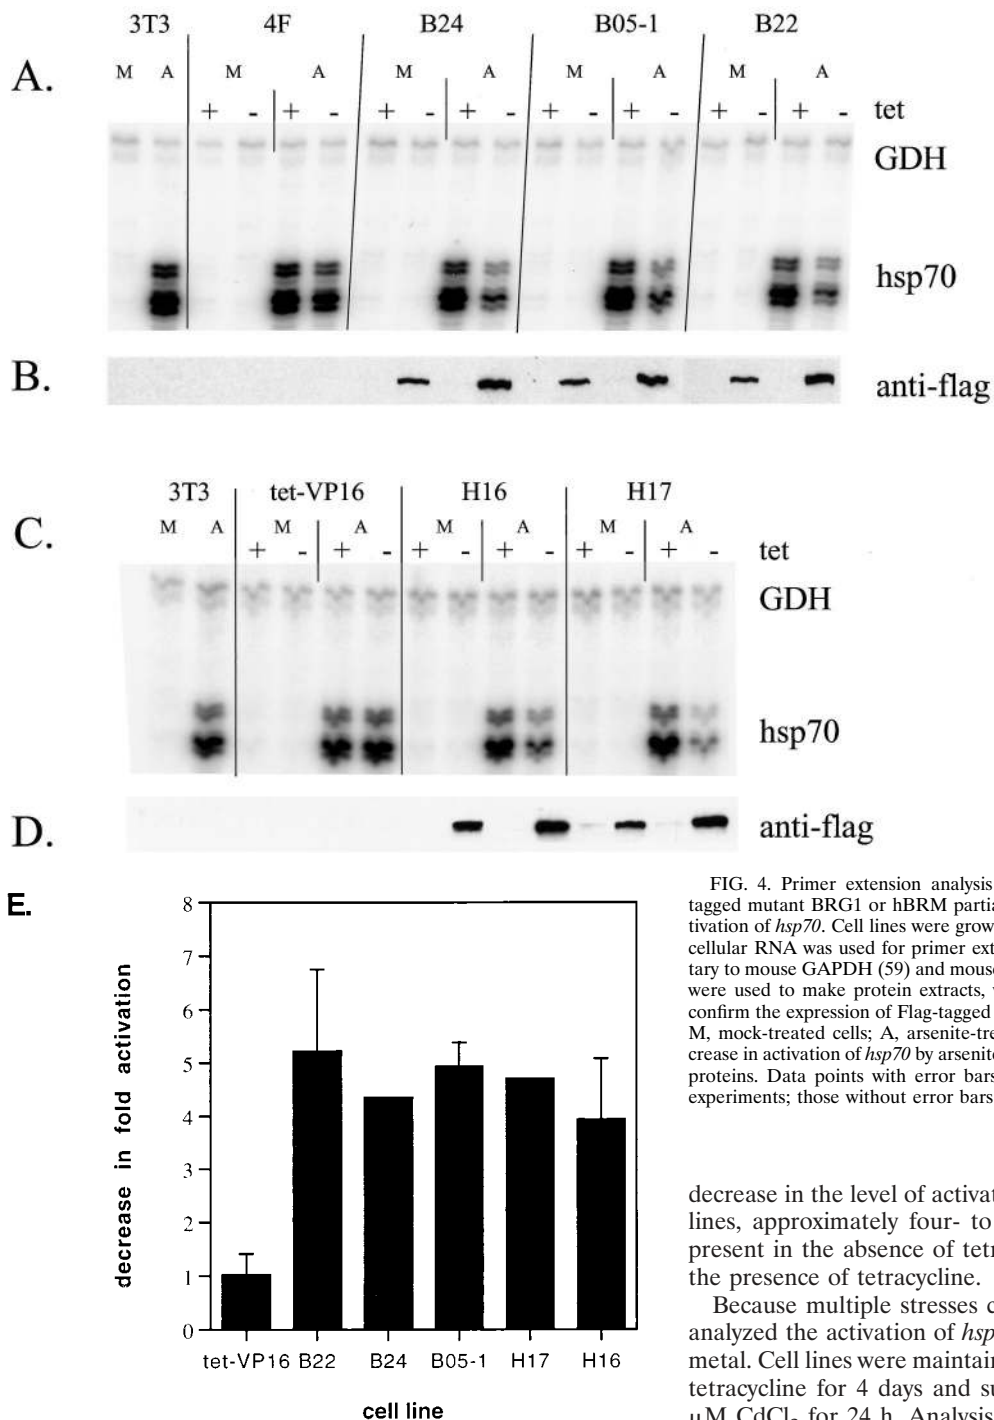 3T3 4F B24 B05-1 B22
A.
M A M A M A M A M A
+ - + - + - + - + - + - + - + - tet
GDH
hsp70
B.
anti-flag
3T3 tet-VP16 H16 H17
C.
M A M A M A M A
+ - + - + - + - + - + - tet
GDH
hsp70
D.
anti-flag
E.
decrease in fold activation
8
7
6
5
4
3
2
1
0
tet-VP16 B22 B24 B05-1 H17 H16
cell line
FIG. 4. Primer extension analysis
tagged mutant BRG1 or hBRM partia
tivation of hsp70. Cell lines were grow
cellular RNA was used for primer ext
tary to mouse GAPDH (59) and mouse
were used to make protein extracts,
confirm the expression of Flag-tagged
M, mock-treated cells; A, arsenite-tre
crease in activation of hsp70 by arsenite
proteins. Data points with error bars
experiments; those without error bars
decrease in the level of activat
lines, approximately four- to
present in the absence of tetr
the presence of tetracycline.
Because multiple stresses c
analyzed the activation of hsp
metal. Cell lines were maintain
tetracycline for 4 days and su
μM CdCl2 for 24 h. Analysis